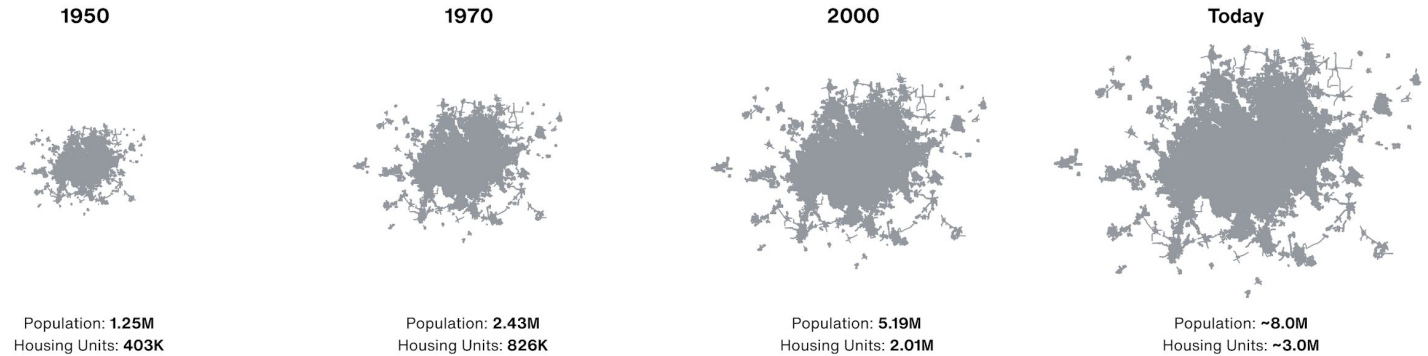 1950
Population: 1.25M
Housing Units: 403K
1970
Population: 2.43M
Housing Units: 826K
2000
Population: 5.19M
Housing Units: 2.01M
Today
Population: ~8.0M
Housing Units: ~3.0M